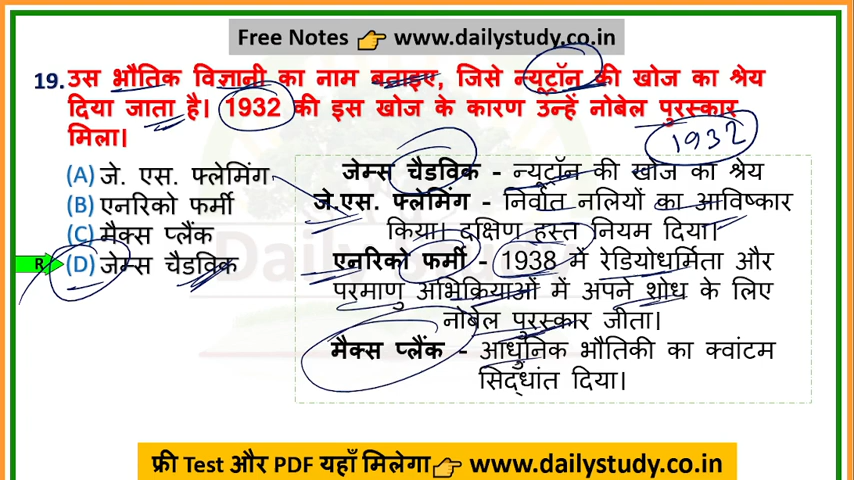 Free Notes 👉 www.dailystudy.co.in
19. उस भौतिक विज्ञानी का नाम बताइए, जिसे न्यूट्रॉन की खोज का श्रेय
दिया जाता है। 1932 की इस खोज के कारण उन्हें नोबेल पुरस्कार
मिला।
1932
(A) जे. एस. फ्लेमिंग
(B) एनरिको फर्मी
(C) मैक्स प्लैंक
R (D) जेम्स चैडविक
जेम्स चैडविक - न्यूट्रॉन की खोज का श्रेय
जे.एस. फ्लेमिंग - निर्वात नलियों का आविष्कार
किया। दक्षिण हस्त नियम दिया।
एनरिको फर्मी - 1938 में रेडियोधर्मिता और
परमाणु अभिक्रियाओं में अपने शोध के लिए
नोबेल पुरस्कार जीता।
मैक्स प्लैंक - आधुनिक भौतिकी का क्वांटम
सिद्धांत दिया।
फ्री Test और PDF यहाँ मिलेगा👉 www.dailystudy.co.in